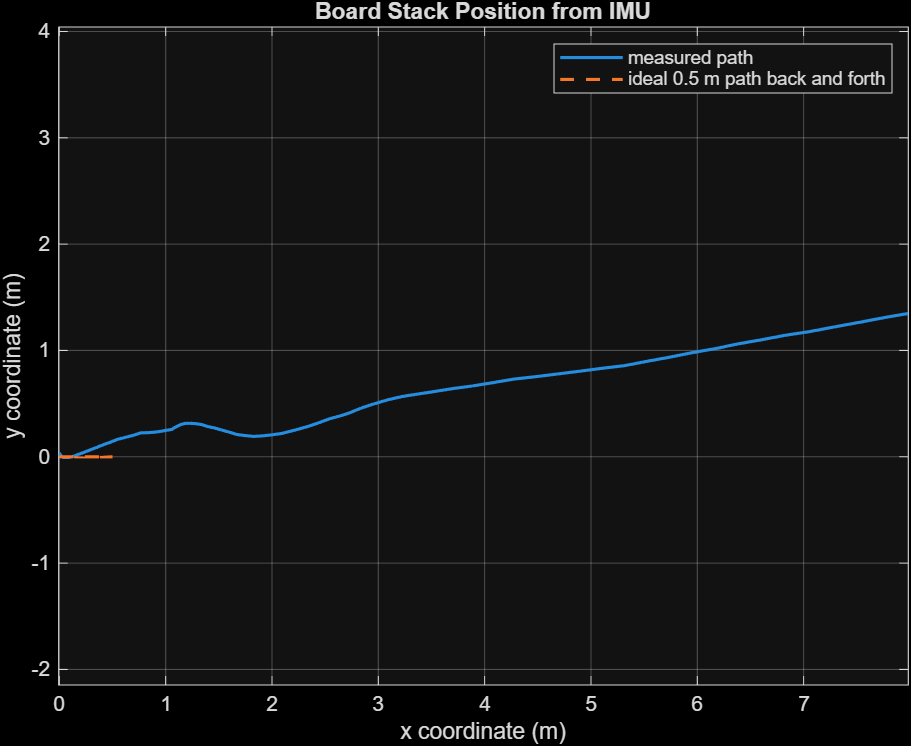 Board Stack Position from IMU
measured path
ideal 0.5 m path back and forth
4
3
2
1
0
-1
-2
y coordinate (m)
0 1 2 3 4 5 6 7
x coordinate (m)